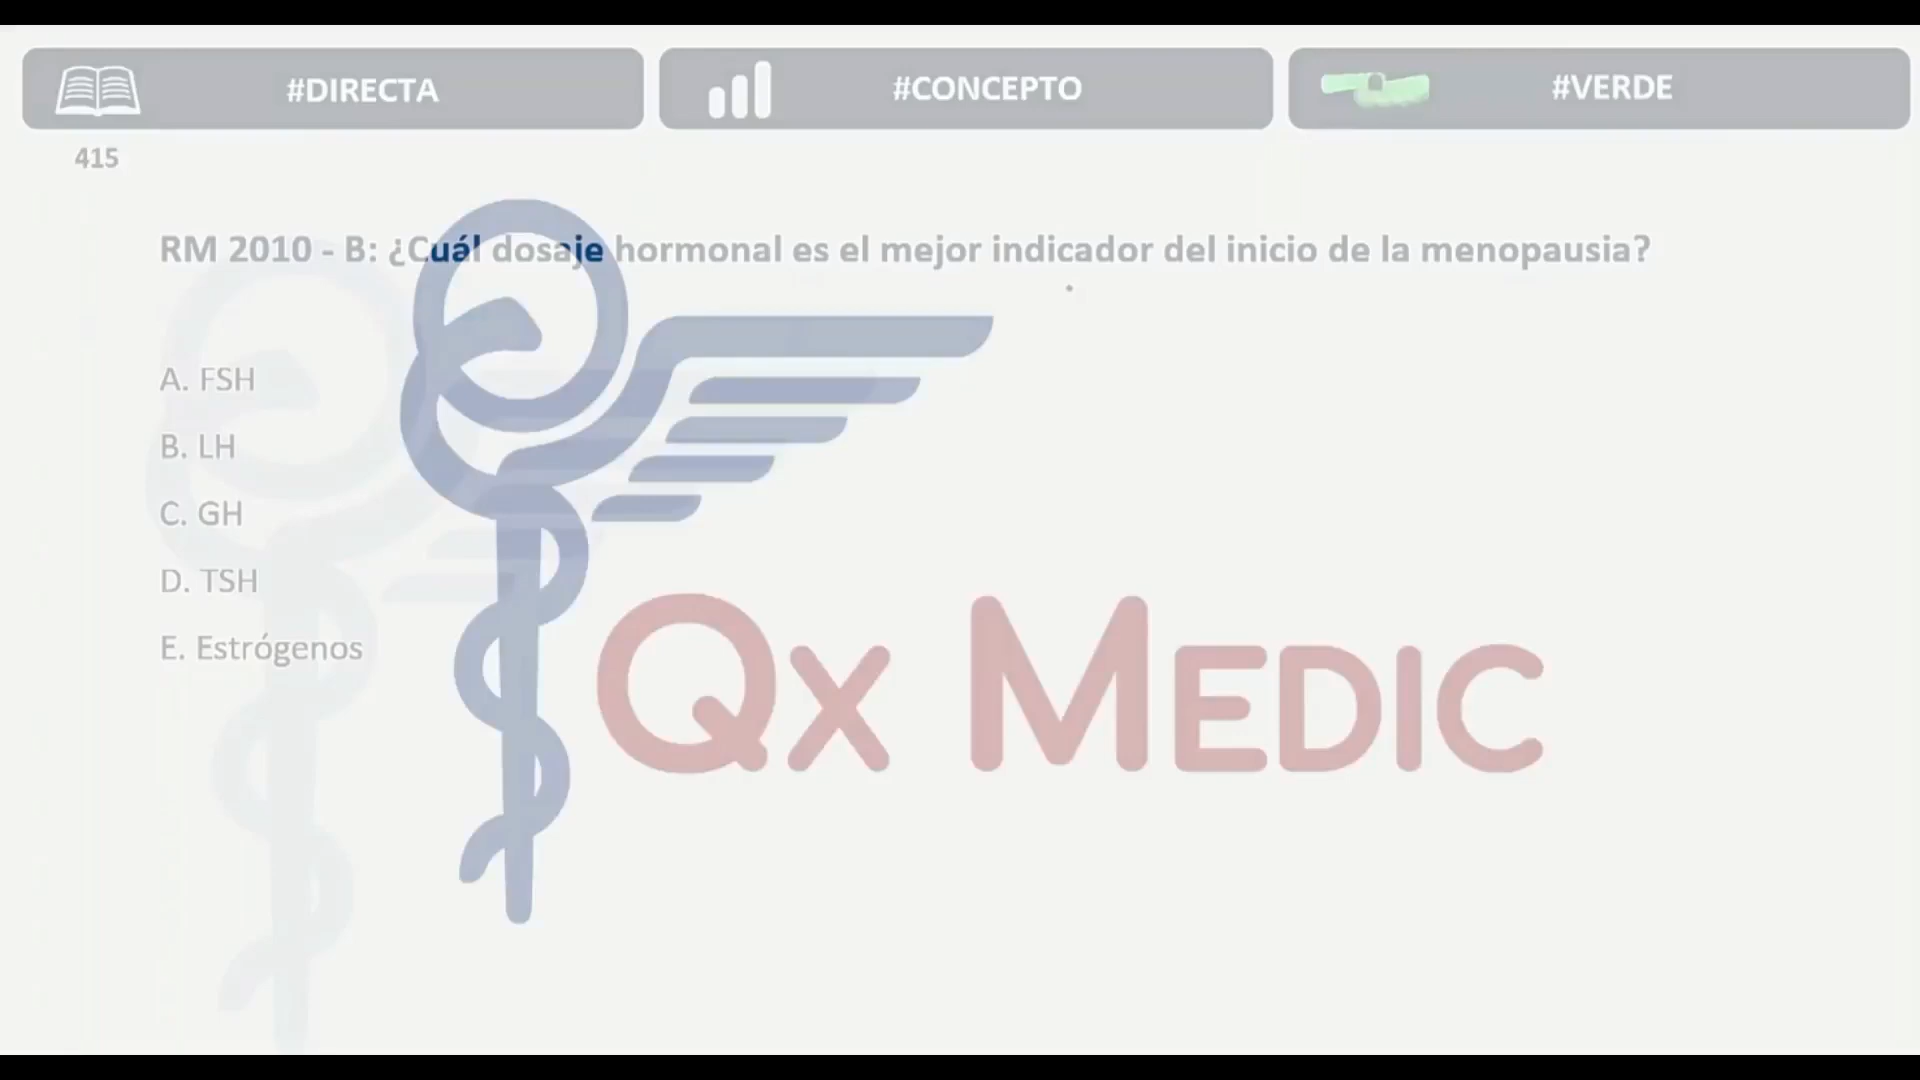 #DIRECTA
#CONCEPTO
#VERDE
415
RM 2010 - B: ¿Cuál dosaje hormonal es el mejor indicador del inicio de la menopausia?
A. FSH
B. LH
C. GH
D. TSH
E. Estrógenos
QX MEDIC